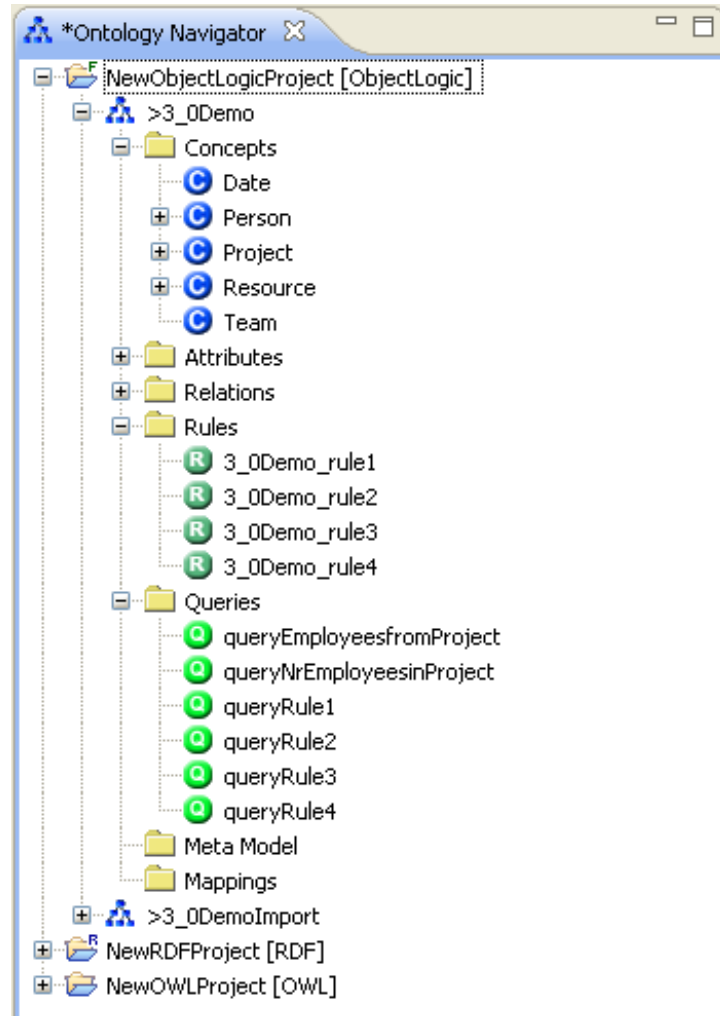 *Ontology Navigator
NewObjectLogicProject [ObjectLogic]
>3_0Demo
Concepts
C Date
C Person
C Project
C Resource
C Team
Attributes
Relations
Rules
R 3_0Demo_rule1
R 3_0Demo_rule2
R 3_0Demo_rule3
R 3_0Demo_rule4
Queries
Q queryEmployeesfromProject
Q queryNrEmployeesinProject
Q queryRule1
Q queryRule2
Q queryRule3
Q queryRule4
Meta Model
Mappings
>3_0DemoImport
NewRDFProject [RDF]
NewOWLProject [OWL]